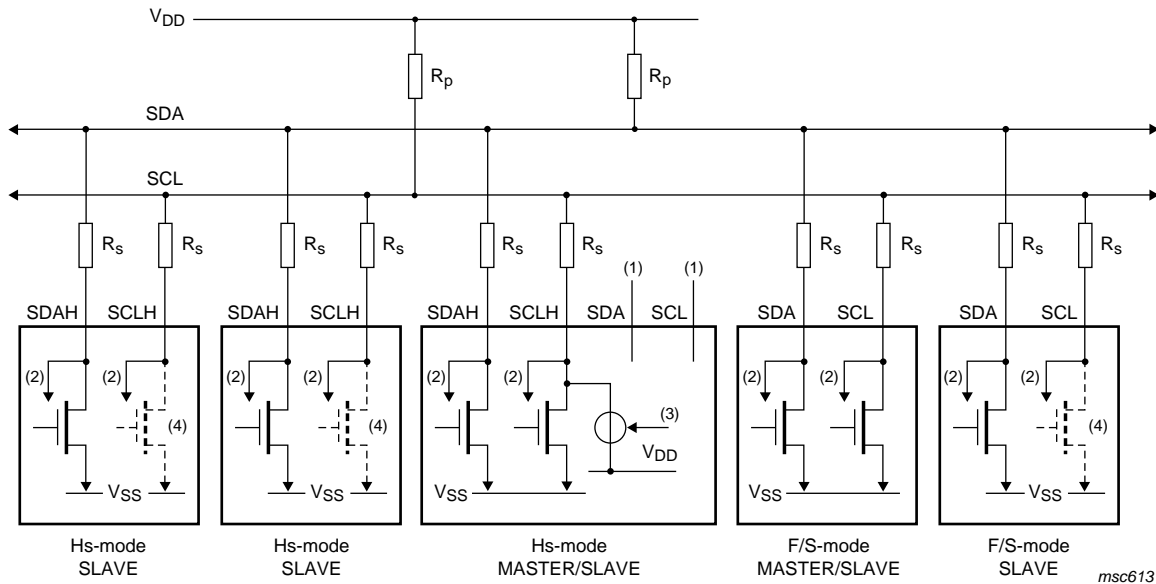 VDD
Rp Rp
SDA
SCL
Rs Rs Rs Rs Rs Rs Rs Rs Rs Rs
(1) (1)
SDAH SCLH SDAH SCLH SDAH SCLH SDA SCL SDA SCL SDA SCL
(2) (2) (2) (2) (2) (2) (2) (2) (2) (2)
(4) (4) (3) (4)
VDD
VSS VSS VSS VSS VSS
Hs-mode Hs-mode Hs-mode F/S-mode F/S-mode
SLAVE SLAVE MASTER/SLAVE MASTER/SLAVE SLAVE
msc613